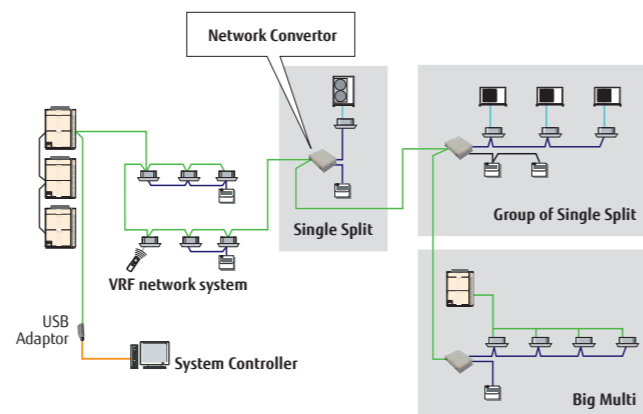 Network Convertor
Single Split
Group of Single Split
VRF network system
USB
Adaptor
System Controller
Big Multi